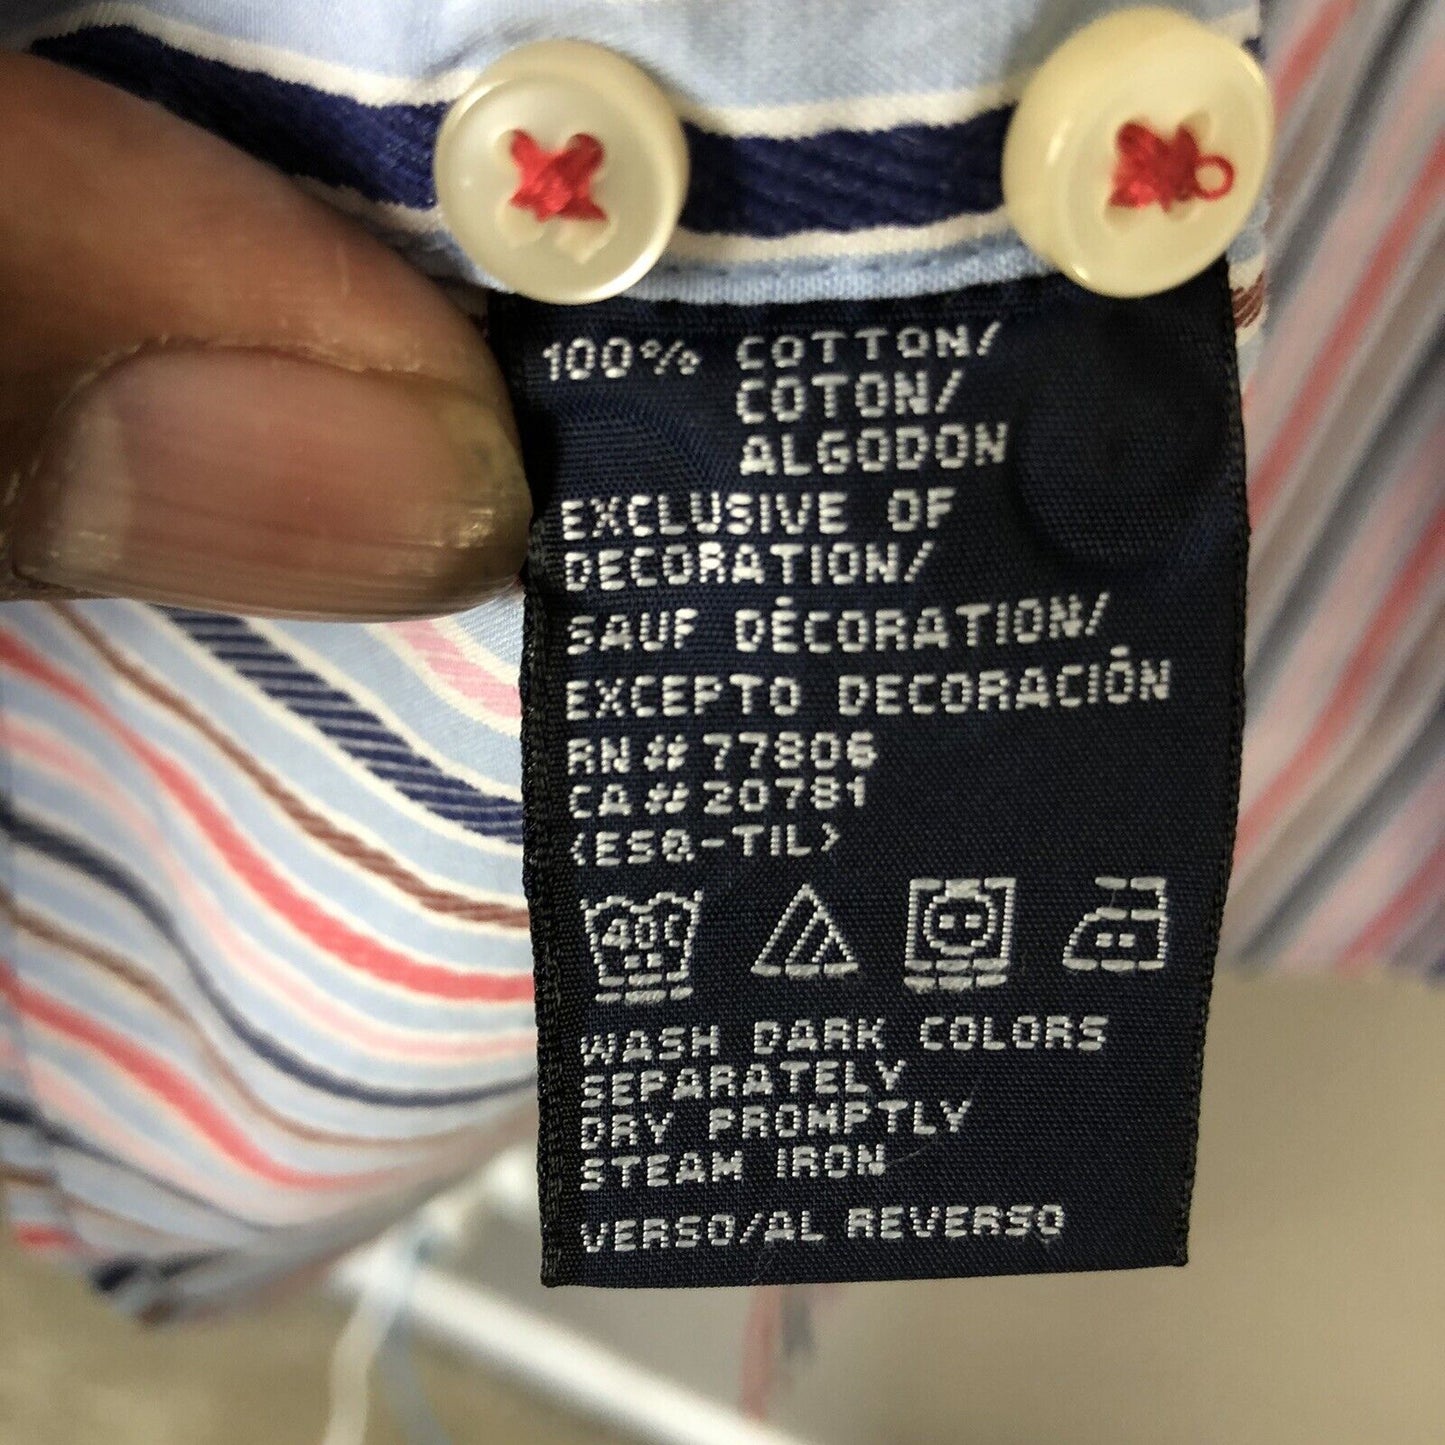 100% COTTON/
COTON/
ALGODON
EXCLUSIVE OF
DECORATION/
SAUF DÉCORATION/
EXCEPTO DECORACIÓN
RN # 77806
CA # 20781
(ESQ-TIL)
40C
WASH DARK COLORS
SEPARATELY
DRY PROMPTLY
STEAM IRON
VERSO/AL REVERSO